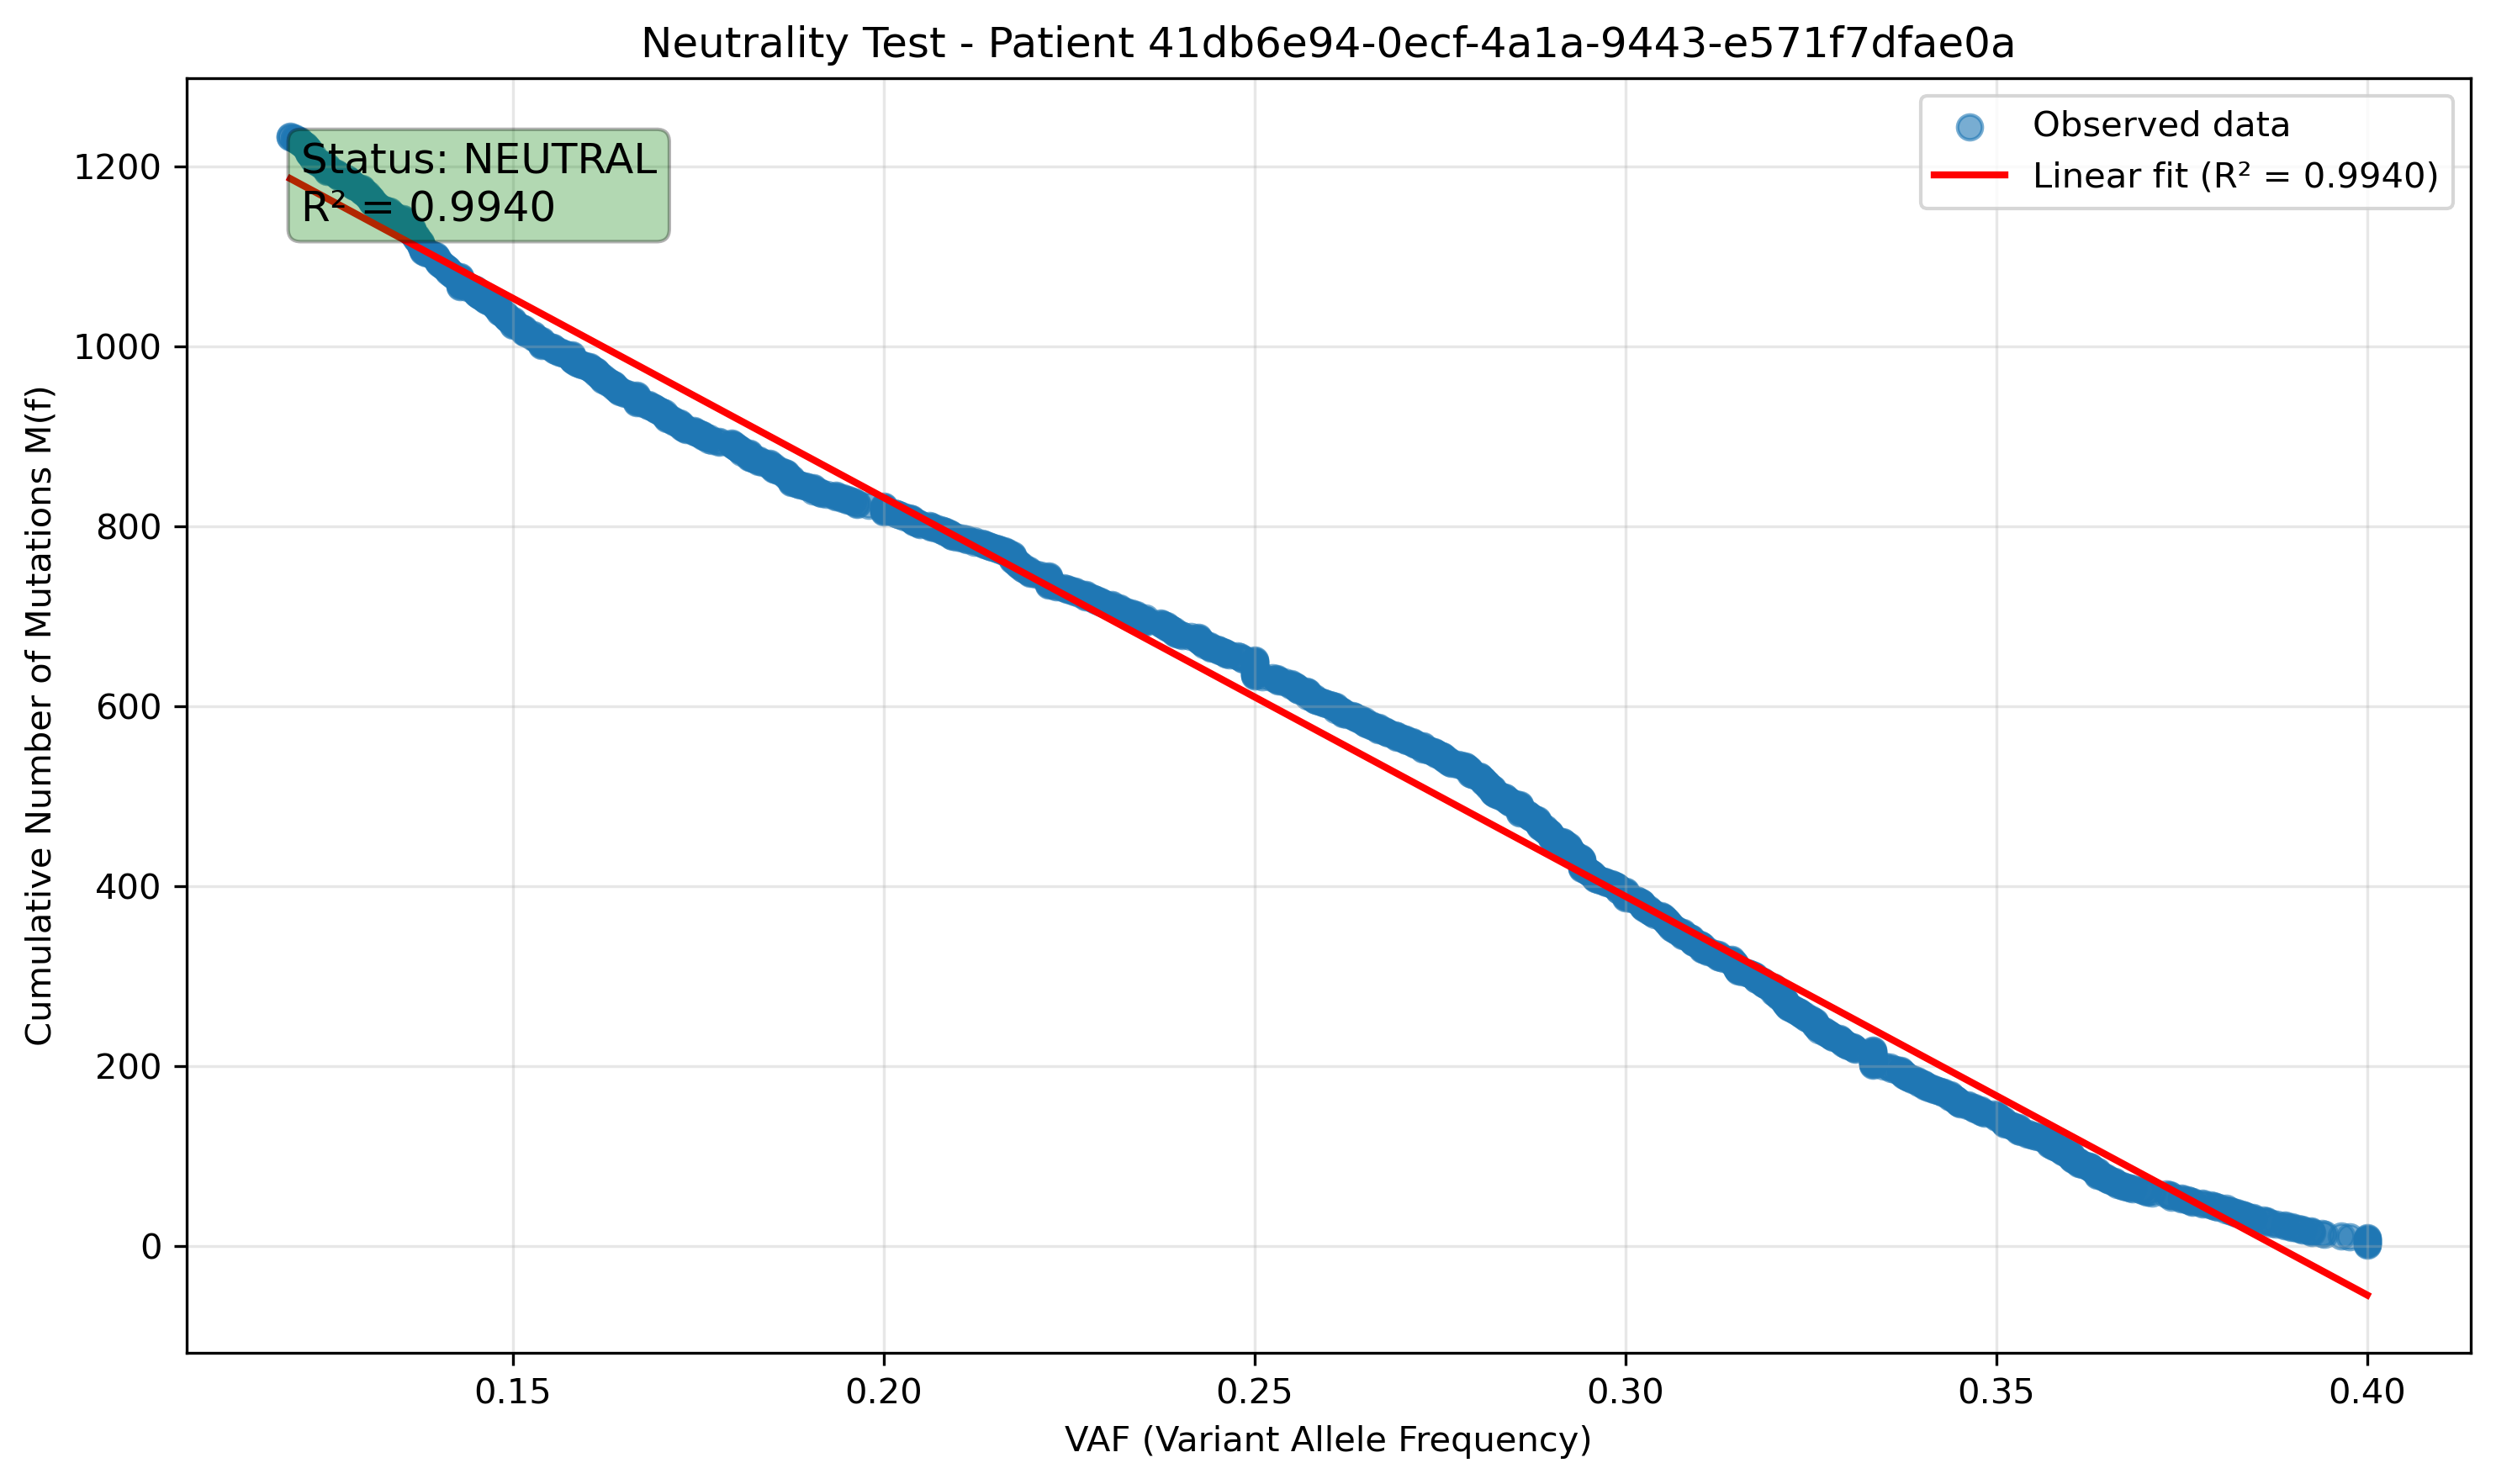 Neutrality Test - Patient 41db6e94-0ecf-4a1a-9443-e571f7dfae0a
Status: NEUTRAL
R² = 0.9940
Observed data
Linear fit (R² = 0.9940)
Cumulative Number of Mutations M(f)
1200
1000
800
600
400
200
0
0.15
0.20
0.25
0.30
0.35
0.40
VAF (Variant Allele Frequency)